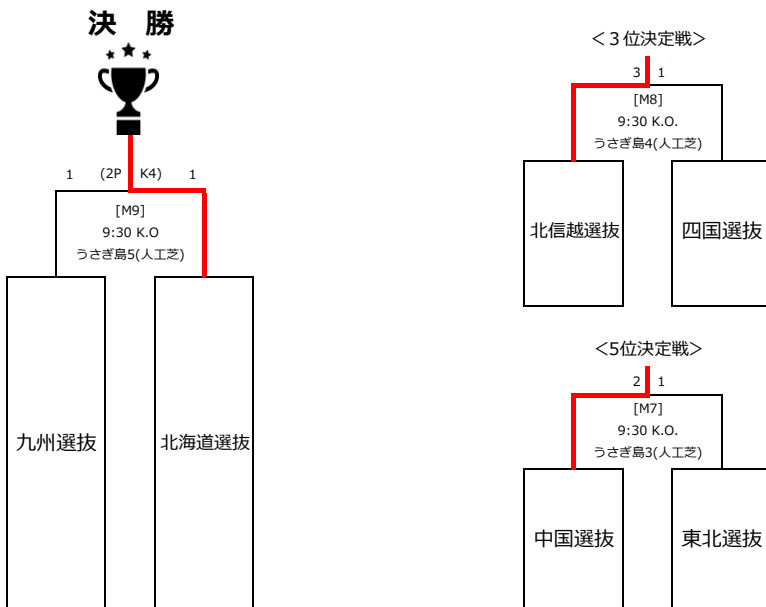 決 勝
1 (2P K4) 1
[M9]
9:30 K.O
うさぎ島5(人工芝)
九州選抜 北海道選抜
＜３位決定戦＞
3 1
[M8]
9:30 K.O.
うさぎ島4(人工芝)
北信越選抜 四国選抜
＜5位決定戦＞
2 1
[M7]
9:30 K.O.
うさぎ島3(人工芝)
中国選抜 東北選抜